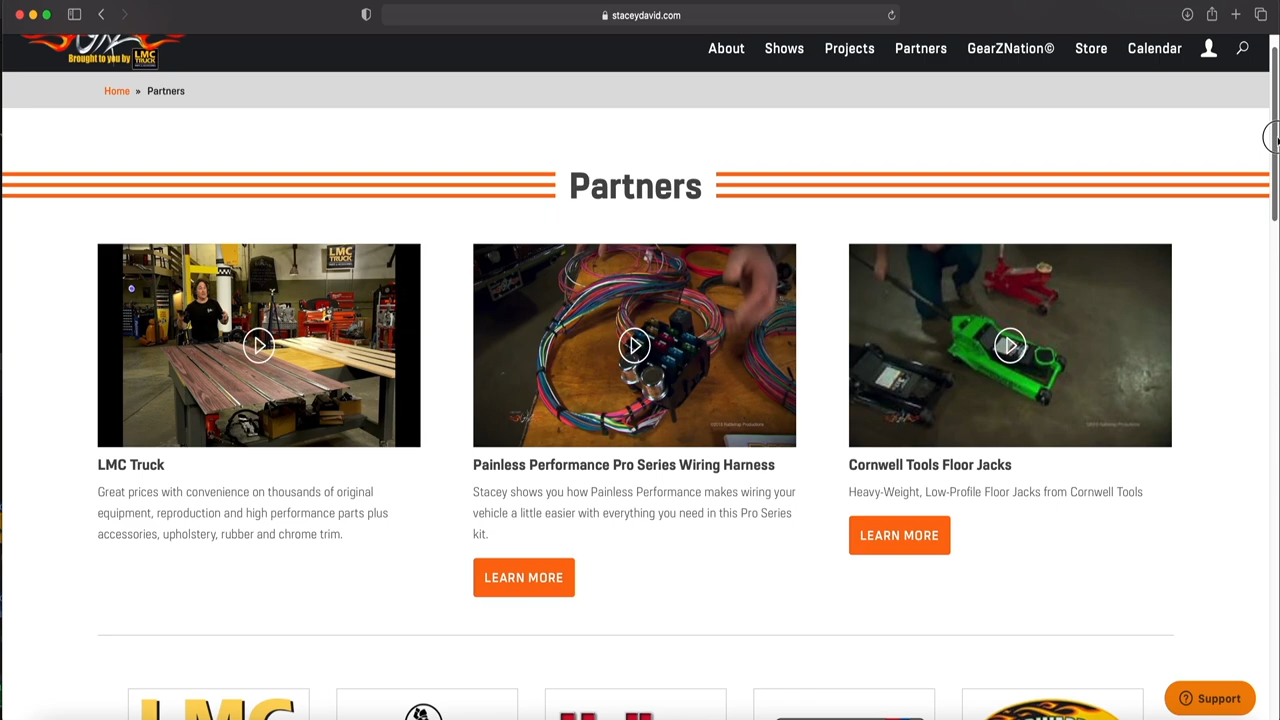 staceydavid.com
Brought to you by LMC TRUCK
About Shows Projects Partners GearZNation© Store Calendar
Home » Partners
Partners
LMC TRUCK
LMC Truck
Great prices with convenience on thousands of original
equipment, reproduction and high performance parts plus
accessories, upholstery, rubber and chrome trim.
Painless Performance Pro Series Wiring Harness
Stacey shows you how Painless Performance makes wiring your
vehicle a little easier with everything you need in this Pro Series
kit.
LEARN MORE
Cornwell Tools Floor Jacks
Heavy-Weight, Low-Profile Floor Jacks from Cornwell Tools
LEARN MORE
LMC
Support